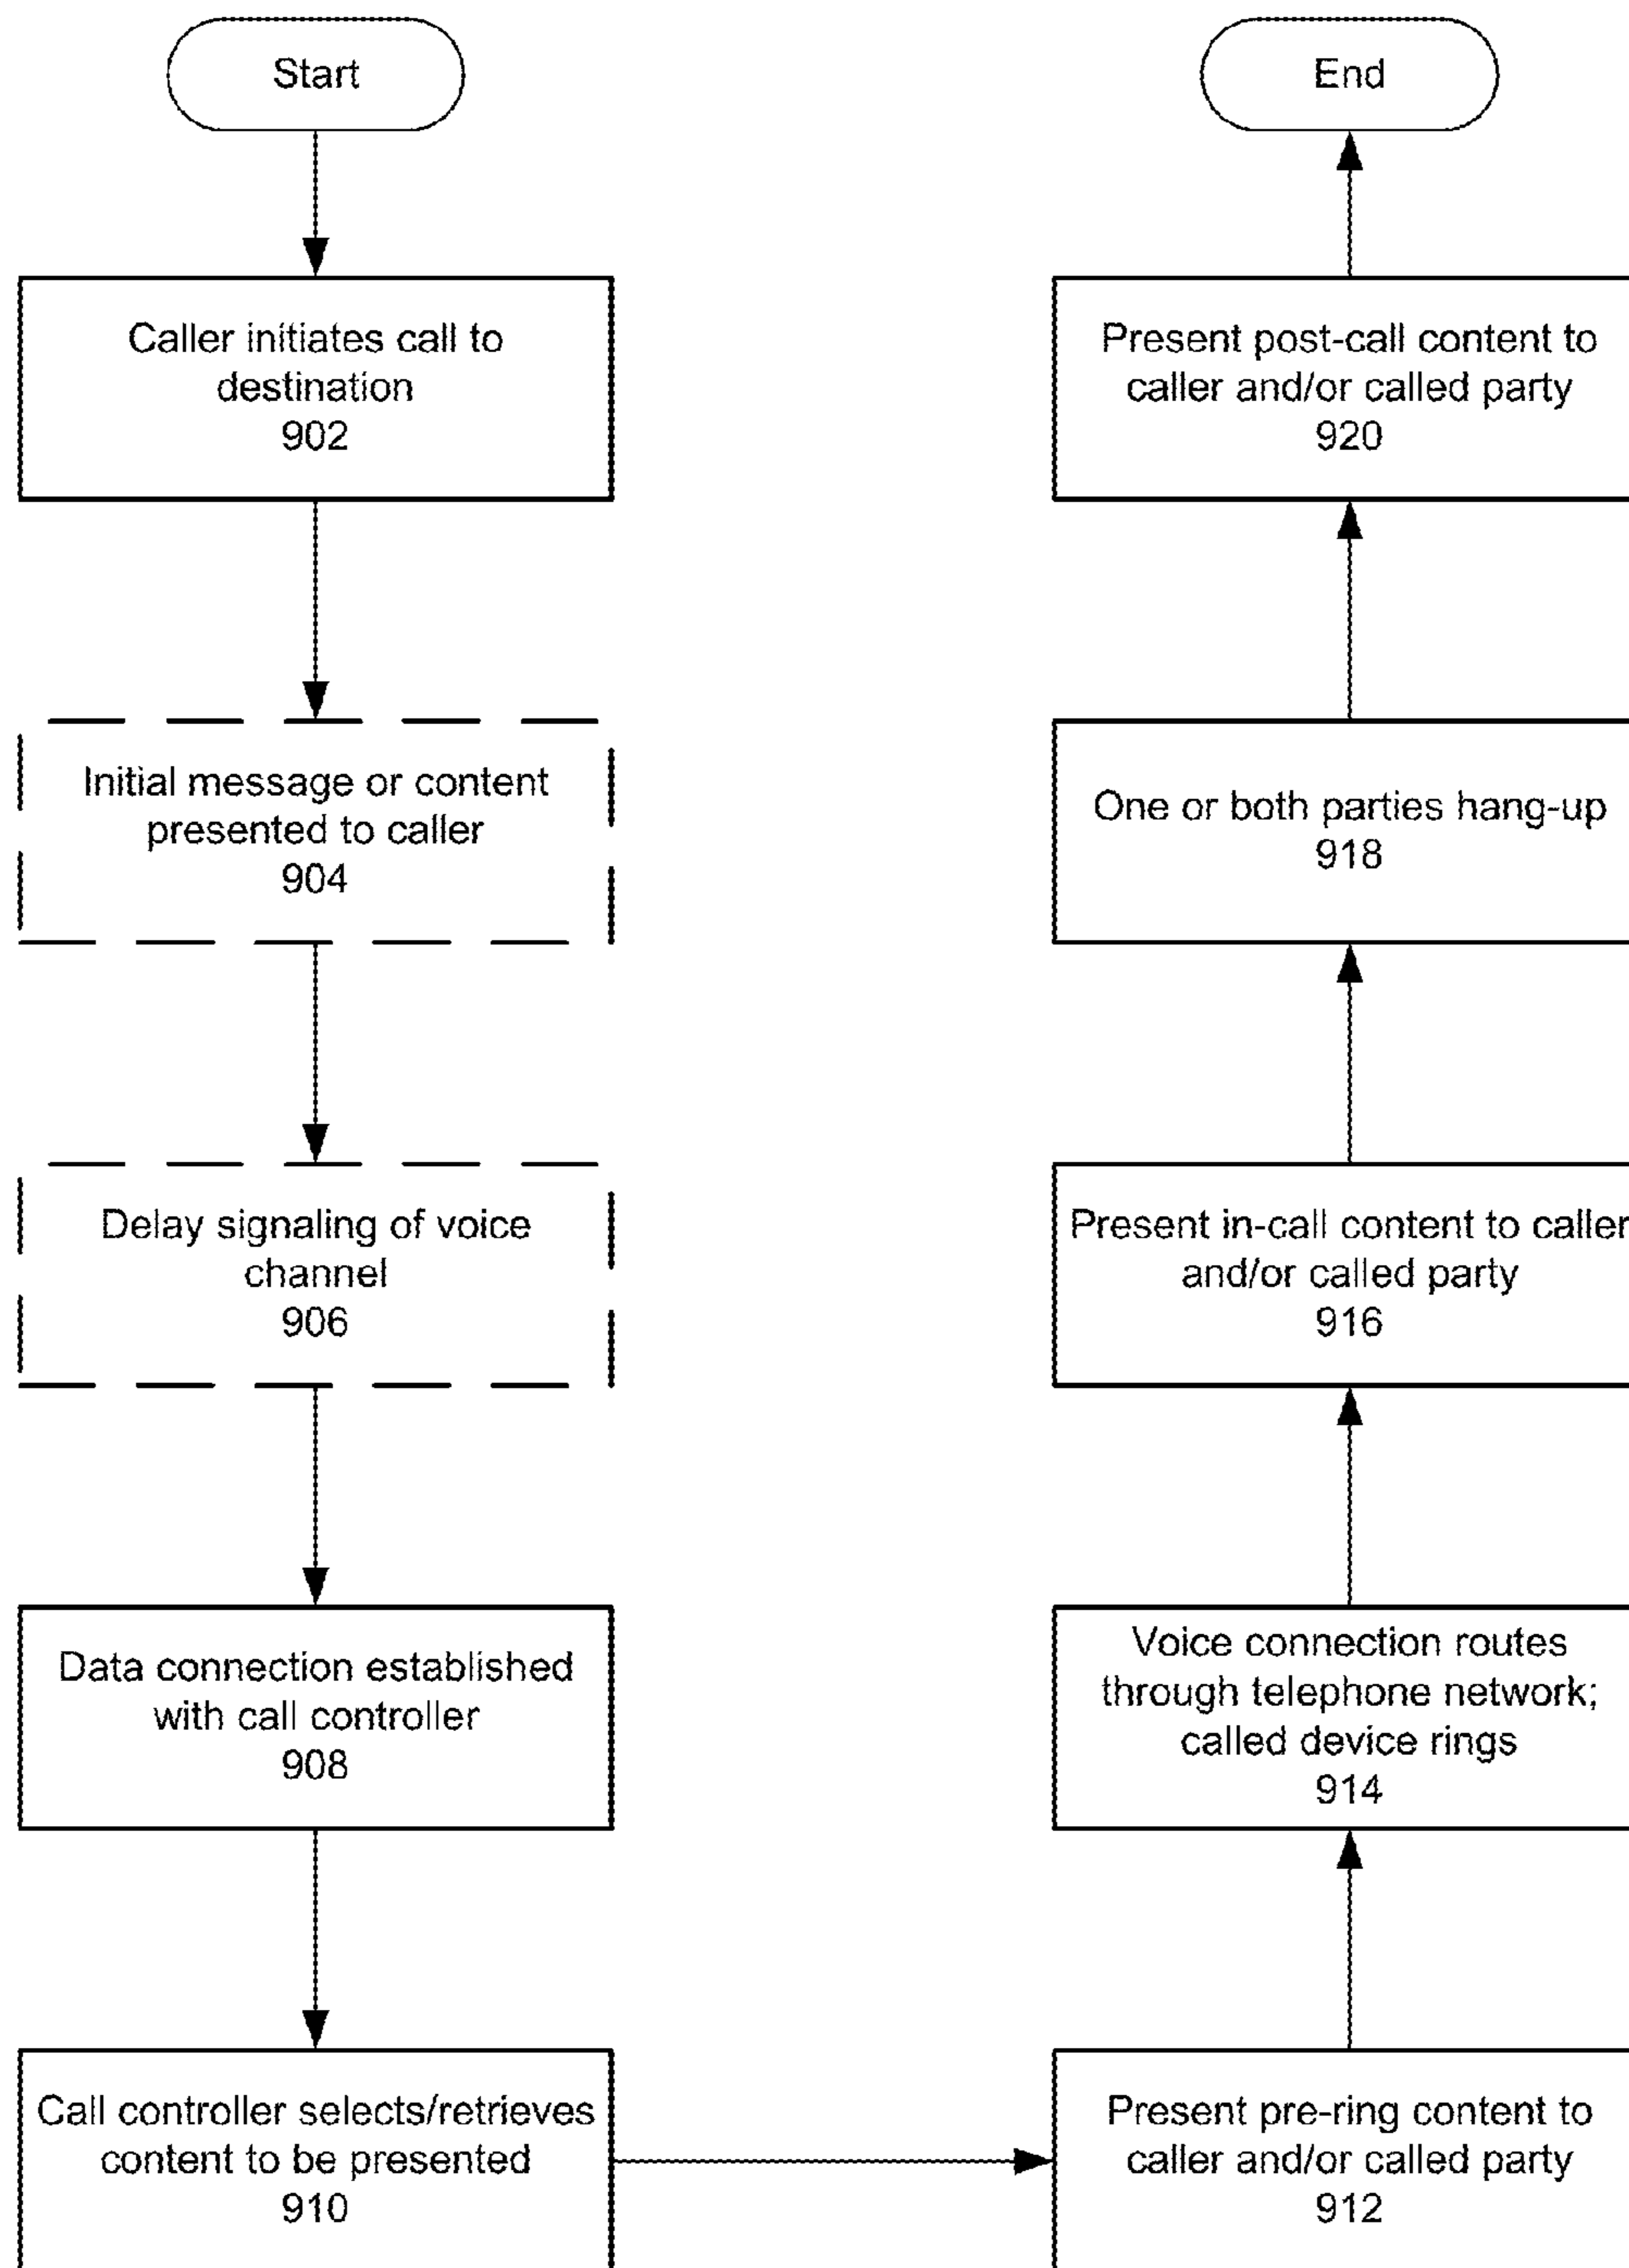 Start
Caller initiates call to
destination
902
Initial message or content
presented to caller
904
Delay signaling of voice
channel
906
Data connection established
with call controller
908
Call controller selects/retrieves
content to be presented
910
Present pre-ring content to
caller and/or called party
912
Voice connection routes
through telephone network;
called device rings
914
Present in-call content to caller
and/or called party
916
One or both parties hang-up
918
Present post-call content to
caller and/or called party
920
End